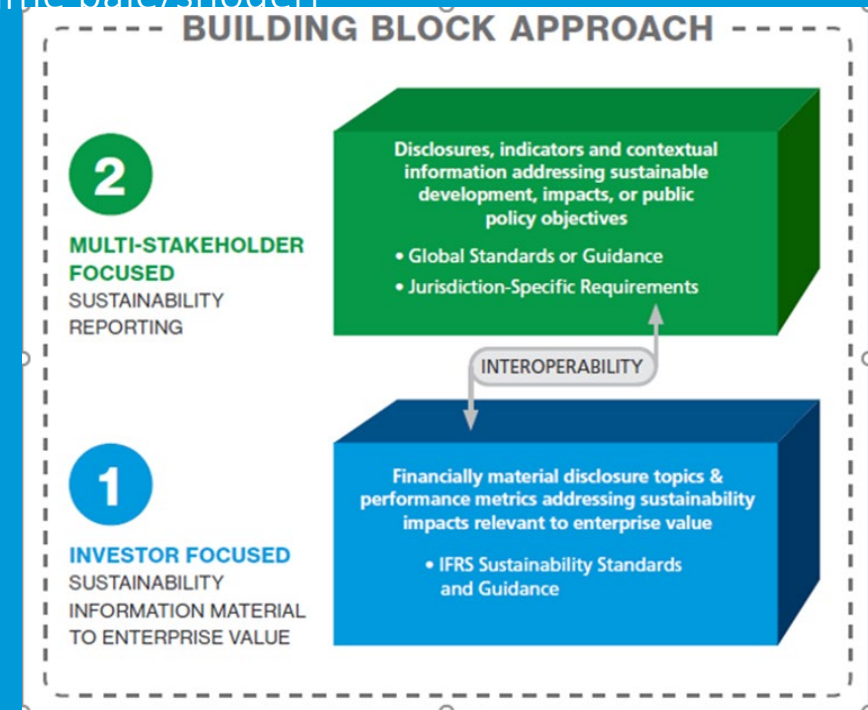 BUILDING BLOCK APPROACH
2
MULTI-STAKEHOLDER
FOCUSED
SUSTAINABILITY
REPORTING
Disclosures, indicators and contextual
information addressing sustainable
development, impacts, or public
policy objectives
• Global Standards or Guidance
• Jurisdiction-Specific Requirements
INTEROPERABILITY
1
INVESTOR FOCUSED
SUSTAINABILITY
INFORMATION MATERIAL
TO ENTERPRISE VALUE
Financially material disclosure topics &
performance metrics addressing sustainability
impacts relevant to enterprise value
• IFRS Sustainability Standards
and Guidance